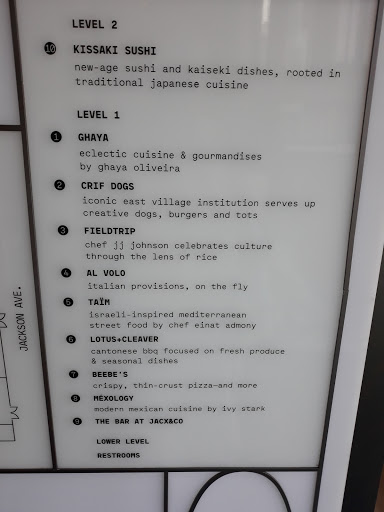 LEVEL 2
10 KISSAKI SUSHI
new-age sushi and kaiseki dishes, rooted in
traditional japanese cuisine
LEVEL 1
1 GHAYA
eclectic cuisine & gourmandises
by ghaya oliveira
2 CRIF DOGS
iconic east village institution serves up
creative dogs, burgers and tots
3 FIELDTRIP
chef jj johnson celebrates culture
through the lens of rice
4 AL VOLO
italian provisions, on the fly
5 TAÏM
israeli-inspired mediterranean
street food by chef einat admony
6 LOTUS+CLEAVER
cantonese bbq focused on fresh produce
& seasonal dishes
7 BEEBE'S
crispy, thin-crust pizza—and more
8 MÉXOLOGY
modern mexican cuisine by ivy stark
9 THE BAR AT JACX&CO
LOWER LEVEL
RESTROOMS
JACKSON AVE.